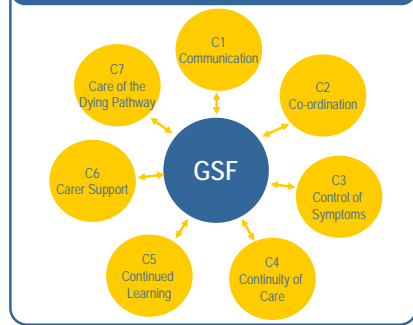 C1
Communication
C2
Co-ordination
C3
Control of
Symptoms
C4
Continuity of
Care
C5
Continued
Learning
C6
Carer Support
C7
Care of the
Dying Pathway
GSF